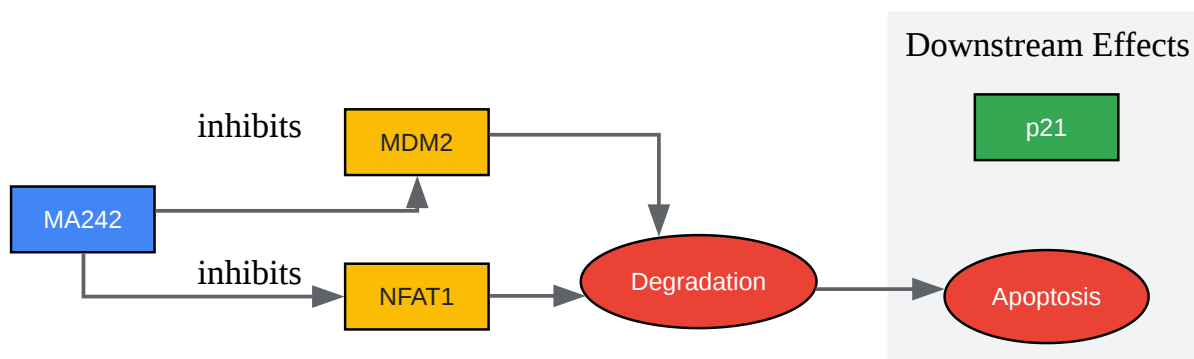 Downstream Effects
inhibits
MDM2
p21
MA242
inhibits
NFAT1
Degradation
Apoptosis